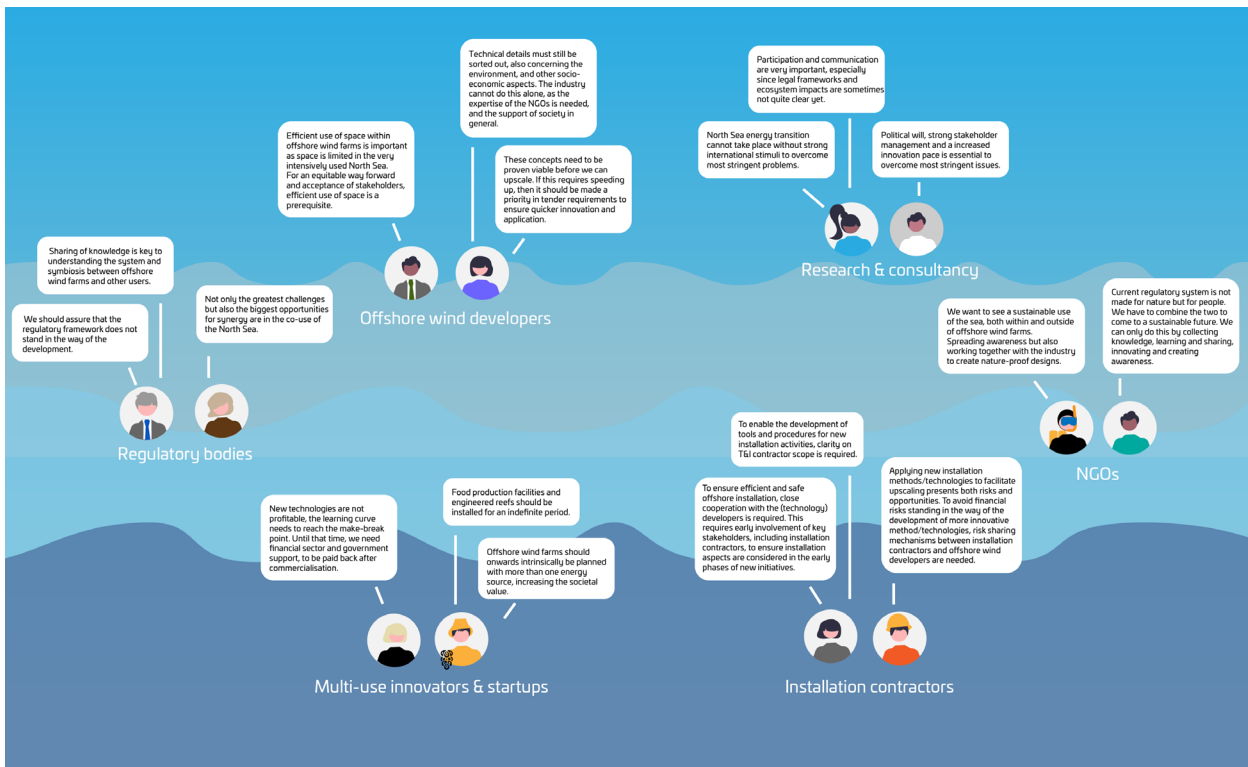 Technical details must still be
sorted out, also concerning the
environment, and other socio-
economic aspects. The industry
cannot do this alone, as the
expertise of the NGOs is needed,
and the support of society in
general.
Efficient use of space within
offshore wind farms is important
as space is limited in the very
intensively used North Sea.
For an equitable way forward
and acceptance of stakeholders,
efficient use of space is a
prerequisite.
These concepts need to be
proven viable before we can
upscale. If this requires speeding
up, then it should be made a
priority in tender requirements to
ensure quicker innovation and
application.
Offshore wind developers
Participation and communication
are very important, especially
since legal frameworks and
ecosystem impacts are sometimes
not quite clear yet.
North Sea energy transition
cannot take place without strong
international stimuli to overcome
most stringent problems.
Political will, strong stakeholder
management and a increased
innovation pace is essential to
overcome most stringent issues.
Research & consultancy
Sharing of knowledge is key to
understanding the system and
symbiosis between offshore
wind farms and other users.
We should assure that the
regulatory framework does not
stand in the way of the
development.
Not only the greatest challenges
but also the biggest opportunities
for synergy are in the co-use of
the North Sea.
Regulatory bodies
We want to see a sustainable use
of the sea, both within and outside
of offshore wind farms.
Spreading awareness but also
working together with the industry
to create nature-proof designs.
Current regulatory system is not
made for nature but for people.
We have to combine the two to
come to a sustainable future. We
can only do this by collecting
knowledge, learning and sharing,
innovating and creating
awareness.
NGOs
New technologies are not
profitable, the learning curve
needs to reach the make-break
point. Until that time, we need
financial sector and government
support, to be paid back after
commercialisation.
Food production facilities and
engineered reefs should be
installed for an indefinite period.
Offshore wind farms should
onwards intrinsically be planned
with more than one energy
source, increasing the societal
value.
Multi-use innovators & startups
To enable the development of
tools and procedures for new
installation activities, clarity on
T&I contractor scope is required.
To ensure efficient and safe
offshore installation, close
cooperation with the (technology)
developers is required. This
requires early involvement of key
stakeholders, including installation
contractors, to ensure installation
aspects are considered in the early
phases of new initiatives.
Applying new installation
methods/technologies to facilitate
upscaling presents both risks and
opportunities. To avoid financial
risks standing in the way of the
development of more innovative
method/technologies, risk sharing
mechanisms between installation
contractors and offshore wind
developers are needed.
Installation contractors